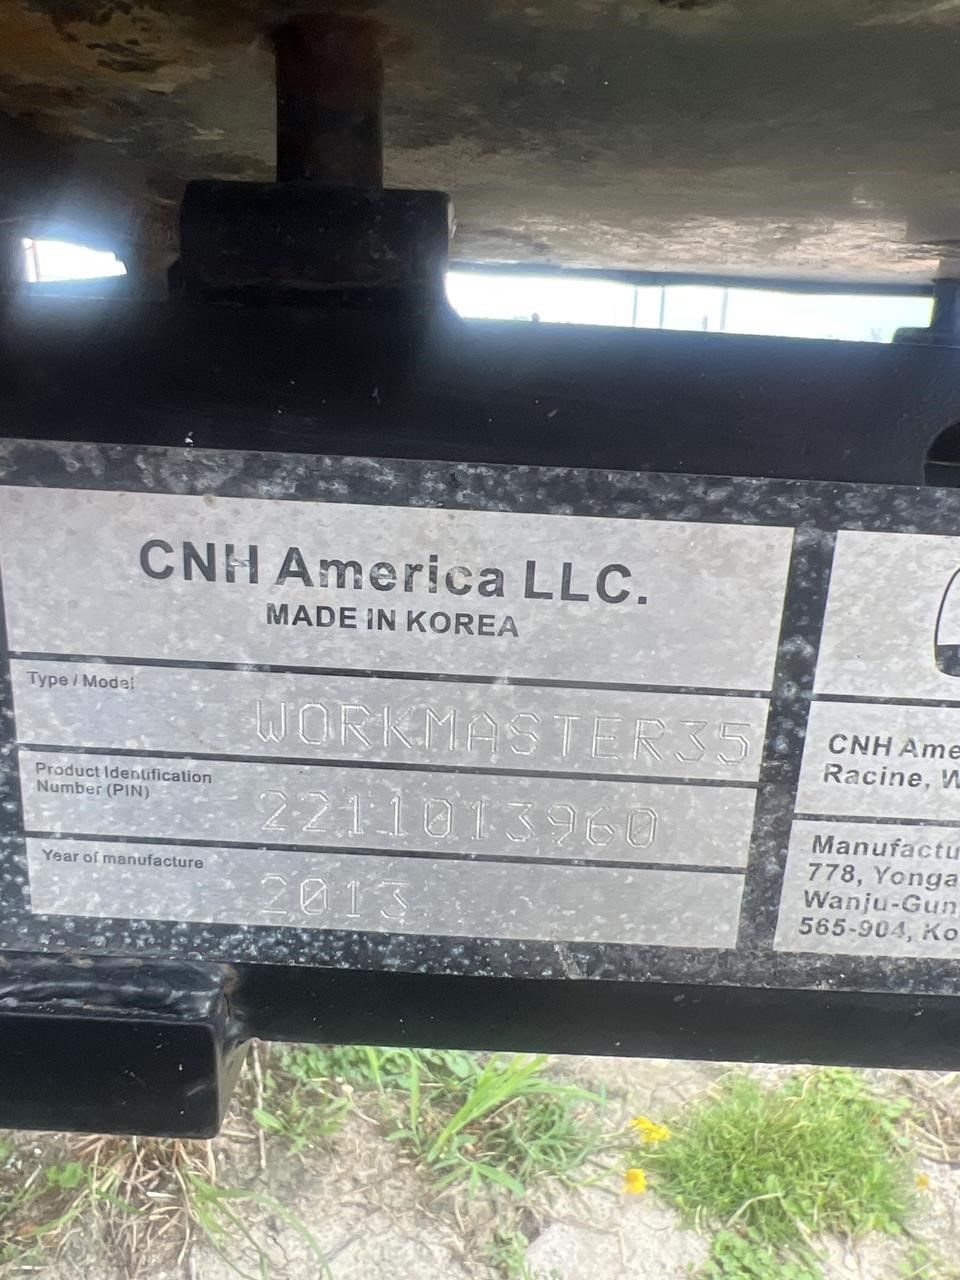 CNH America LLC.
MADE IN KOREA
Type / Model
WORKMASTER35
Product Identification
Number (PIN)
2211013960
Year of manufacture
2013
CNH Ame
Racine, W
Manufactu
778, Yonga
Wanju-Gun
565-904, Ko